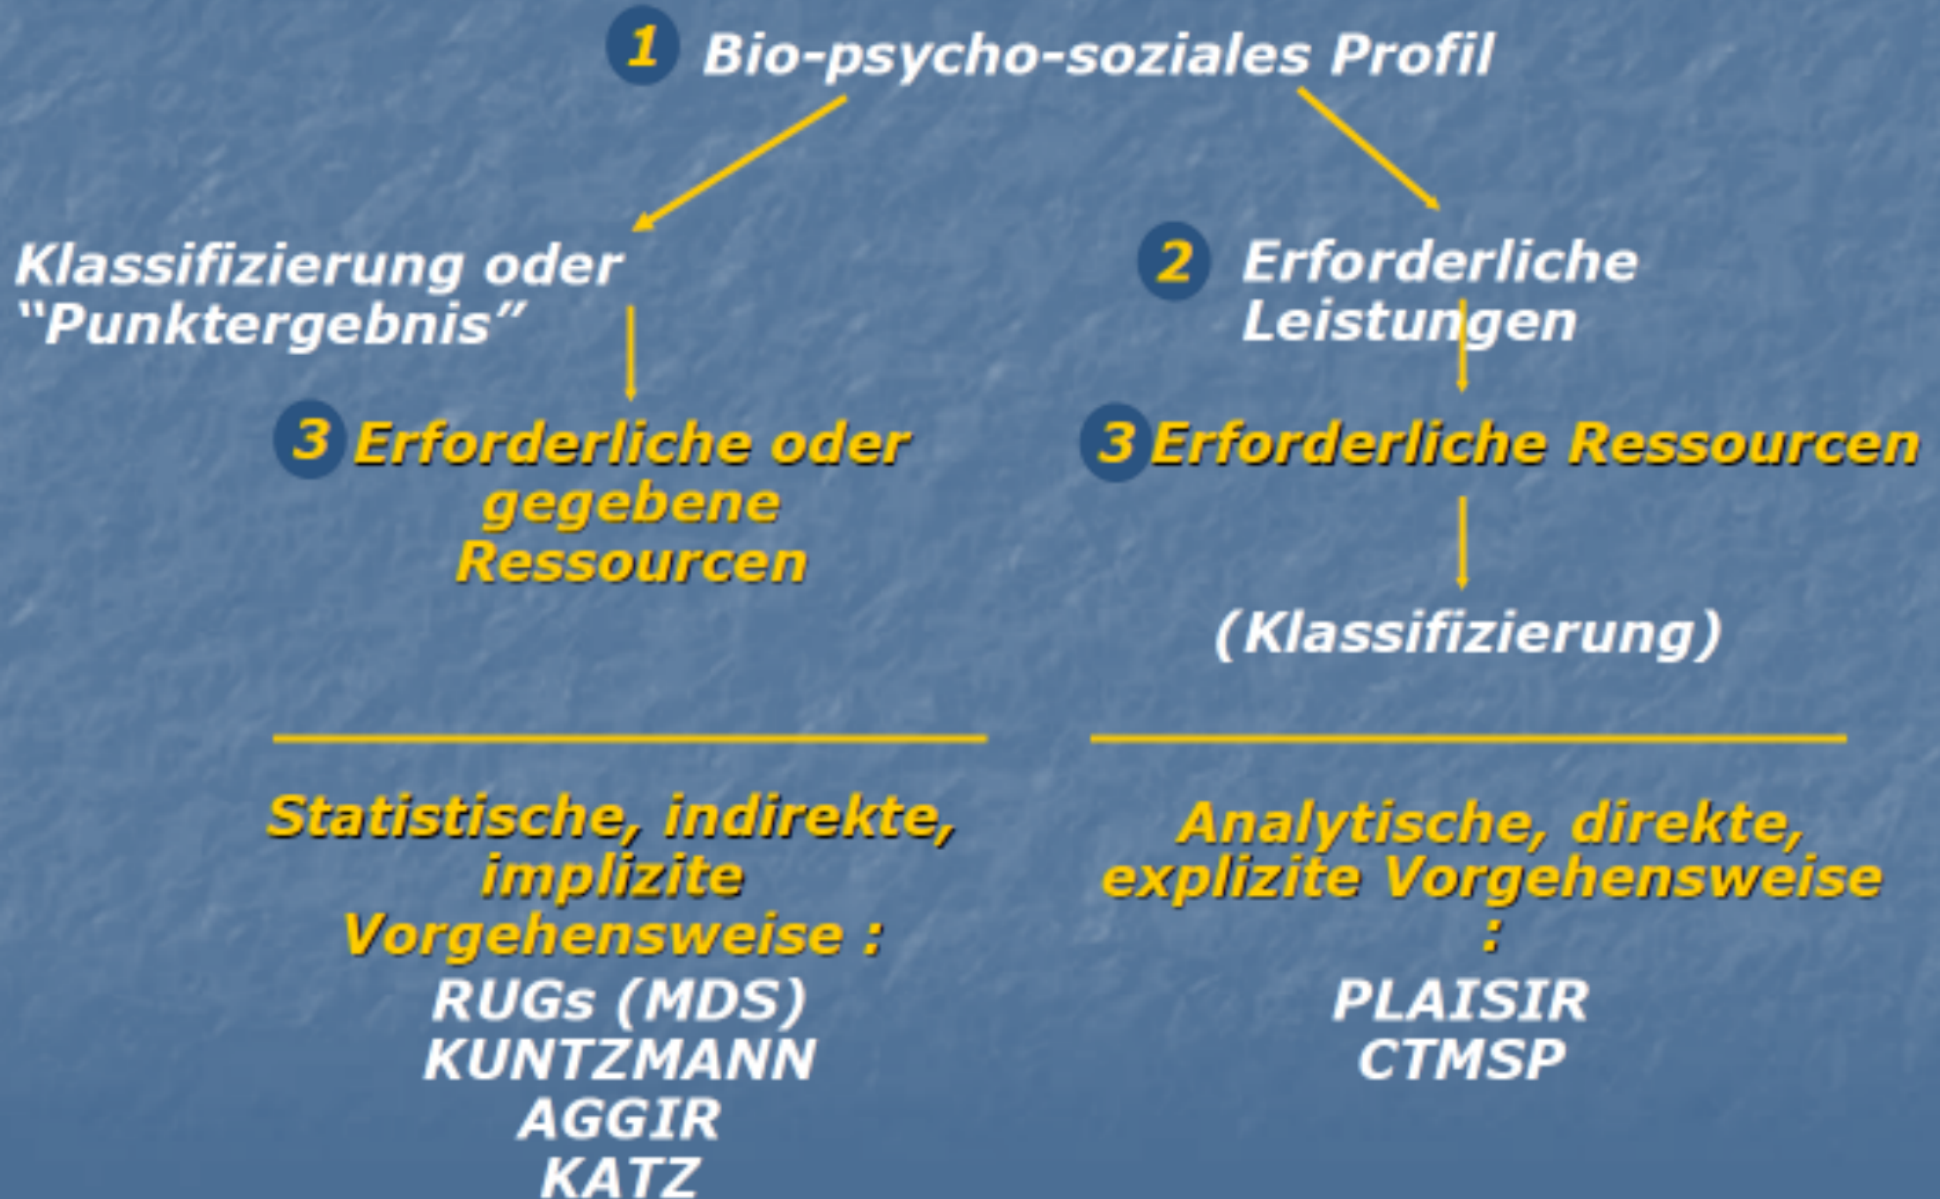 1 Bio-psycho-soziales Profil
Klassifizierung oder
“Punktergebnis”
3 Erforderliche oder
gegebene
Ressourcen
Statistische, indirekte,
implizite
Vorgehensweise :
RUGs (MDS)
KUNTZMANN
AGGIR
KATZ
2 Erforderliche
Leistungen
3 Erforderliche Ressourcen
(Klassifizierung)
Analytische, direkte,
explizite Vorgehensweise
:
PLAISIR
CTMSP